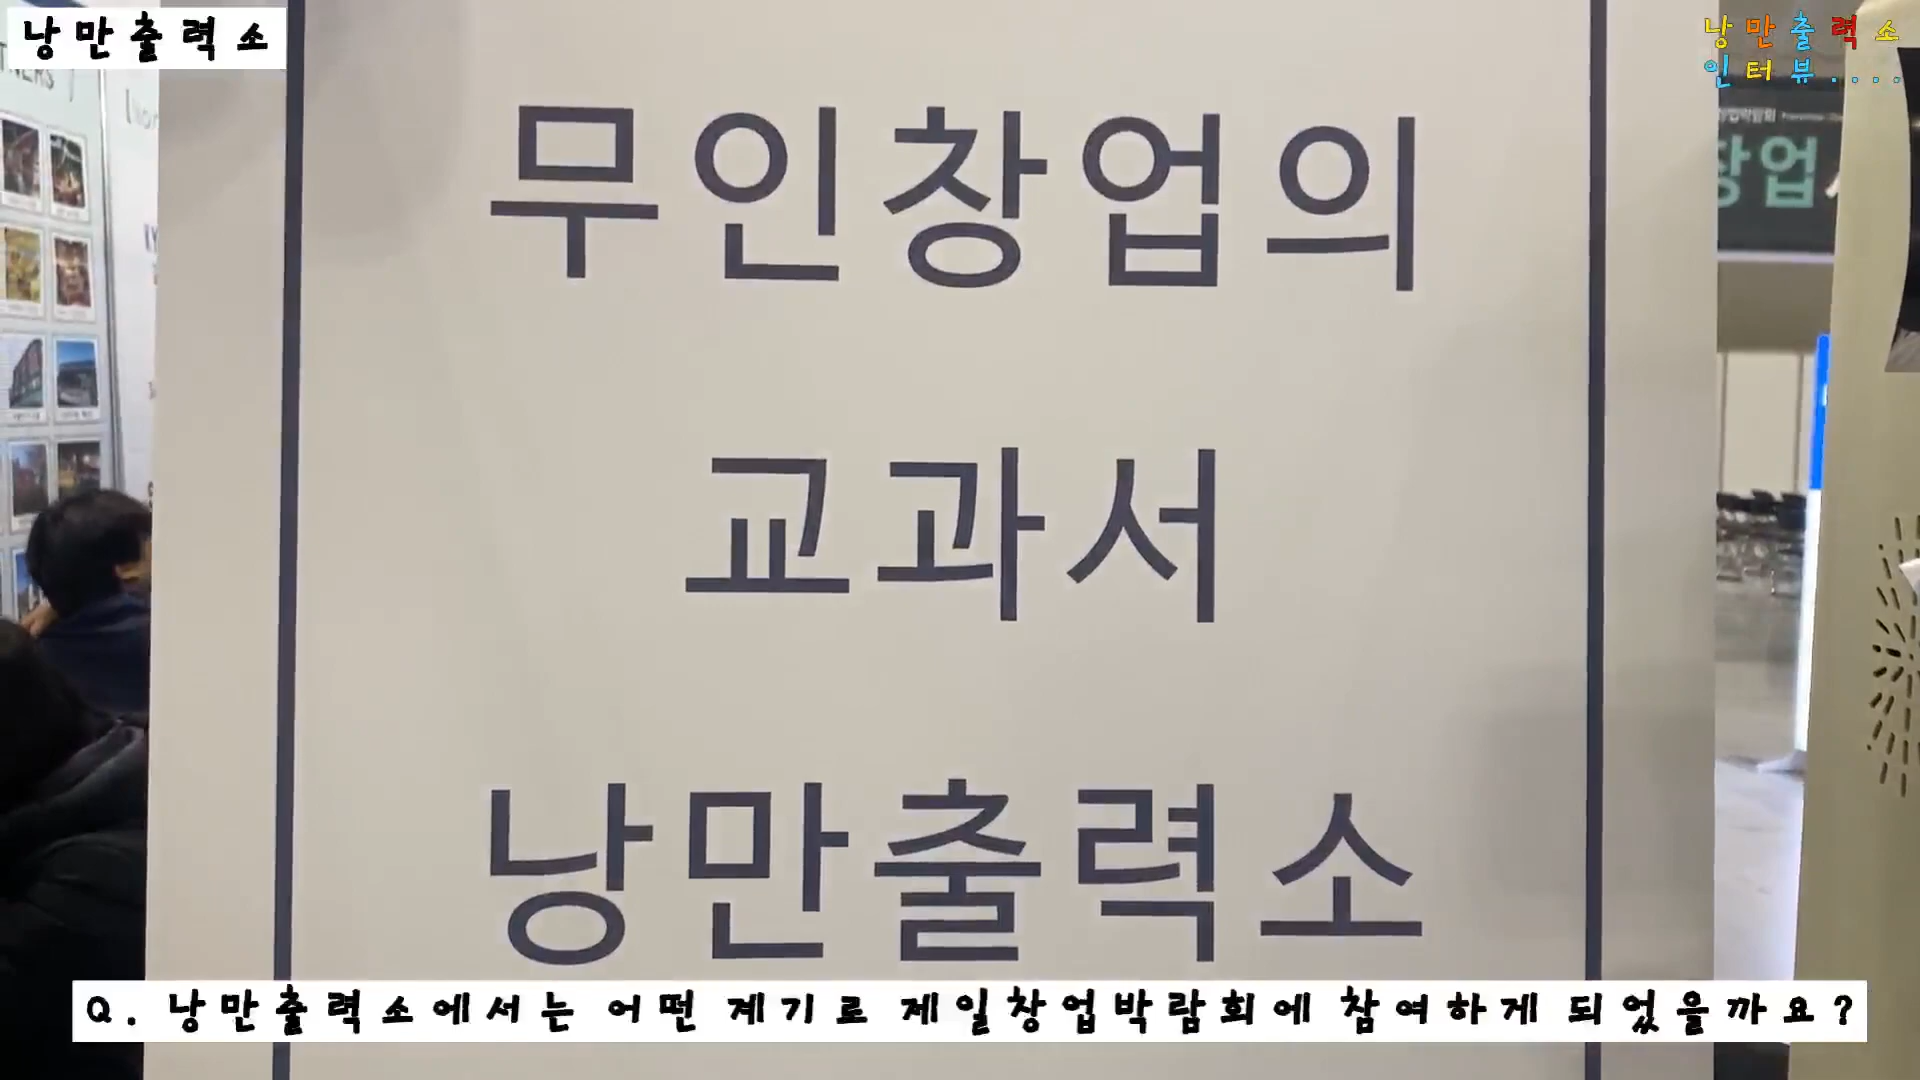 낭만출력소
낭만출력소
인터뷰....
창업
무인창업의
교과서
낭만출력소
Q. 낭만출력소에서는 어떤 계기로 제일창업박람회에 참여하게 되었을까요?